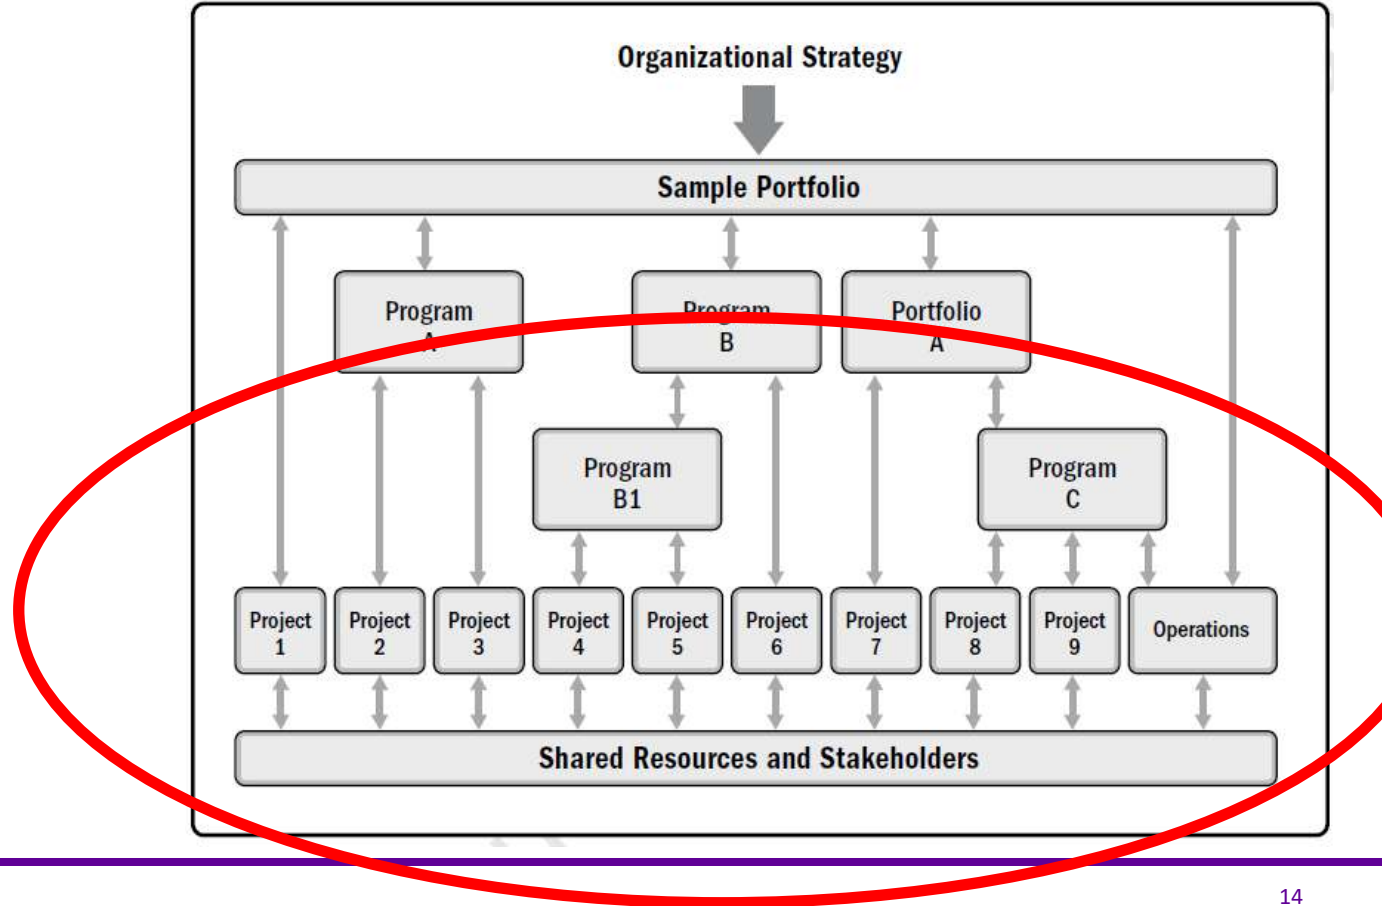 Organizational Strategy
Sample Portfolio
Program
A
Program
B
Portfolio
A
Program
B1
Program
C
Project
1
Project
2
Project
3
Project
4
Project
5
Project
6
Project
7
Project
8
Project
9
Operations
Shared Resources and Stakeholders
14